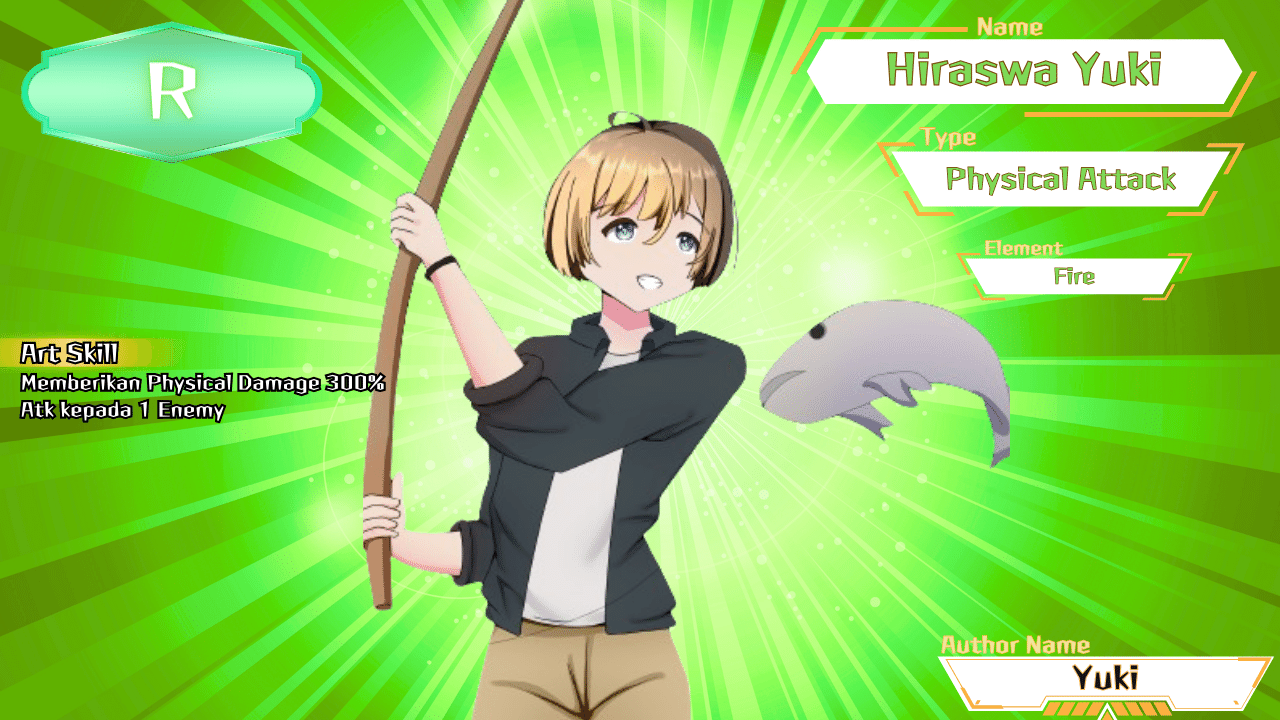 R
Name
Hiraswa Yuki
Type
Physical Attack
Element
Fire
Art Skill
Memberikan Physical Damage 300%
Atk kepada 1 Enemy
Author Name
Yuki